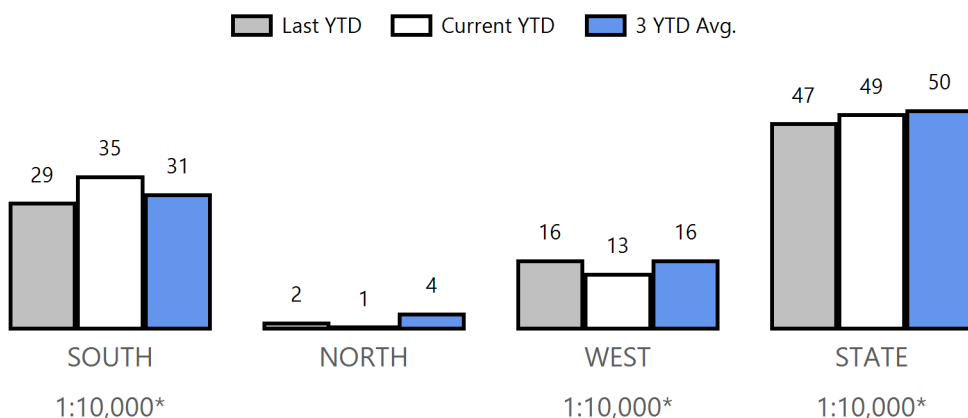 Last YTD Current YTD 3 YTD Avg.
47 49 50
29 35 31
16 13 16
2 1 4
SOUTH NORTH WEST STATE
1:10,000* 1:10,000* 1:10,000*